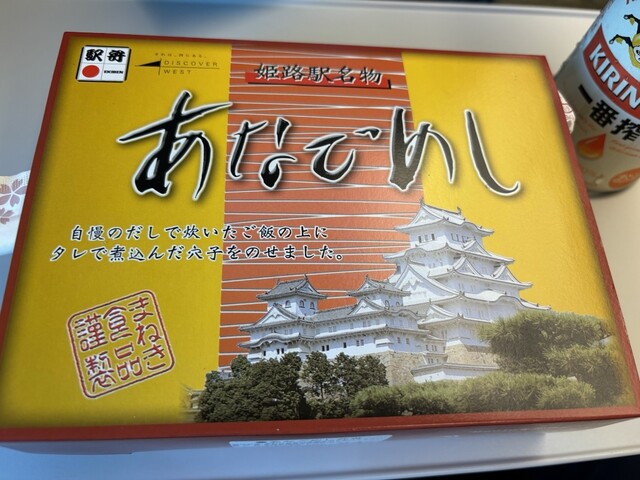 駅弁
EKIBEN
DISCOVER
WEST
姫路駅名物
あなごめし
自慢のだしで炊いたご飯の上に
タレで煮込んだ穴子をのせました。
まねき
食品
謹製
KIRIN
一番搾